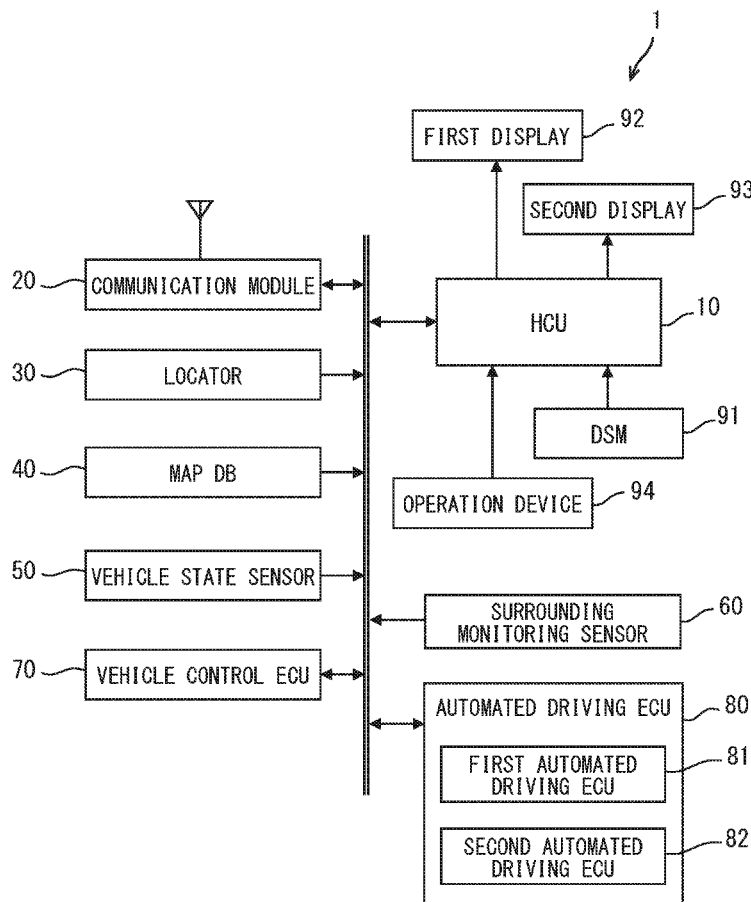 1
FIRST DISPLAY
92
SECOND DISPLAY
93
20
COMMUNICATION MODULE
HCU
10
30
LOCATOR
DSM
91
40
MAP DB
OPERATION DEVICE
94
50
VEHICLE STATE SENSOR
SURROUNDING
MONITORING SENSOR
60
70
VEHICLE CONTROL ECU
AUTOMATED DRIVING ECU
80
FIRST AUTOMATED
DRIVING ECU
81
SECOND AUTOMATED
DRIVING ECU
82